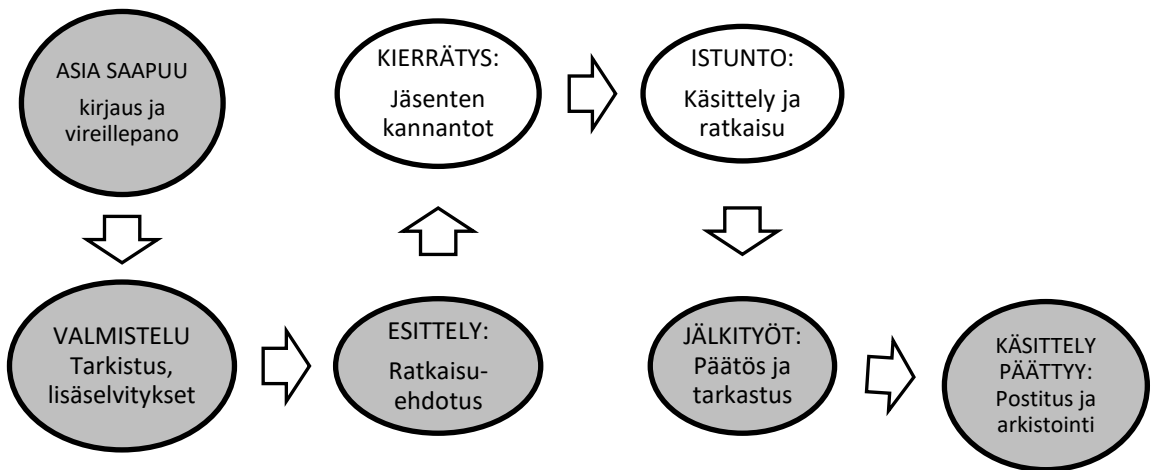 ASIA SAAPUU
kirjaus ja
vireillepano
VALMISTELU
Tarkistus,
lisäselvitykset
ESITTELY:
Ratkaisu-
ehdotus
KIERRÄTYS:
Jäsenten
kannantot
ISTUNTO:
Käsittely ja
ratkaisu
JÄLKITYÖT:
Päätös ja
tarkastus
KÄSITTELY
PÄÄTTYY:
Postitus ja
arkistointi